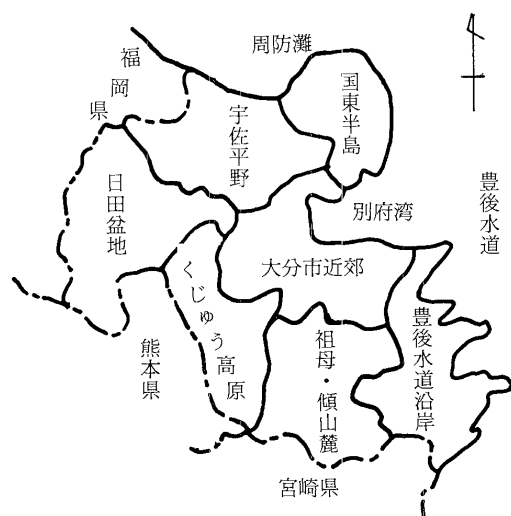 周防灘
福岡県
国東半島
宇佐平野
豊後水道
日田盆地
別府湾
大分市近郊
くじゅう高原
豊後水道沿岸
祖母・傾山麓
熊本県
宮崎県